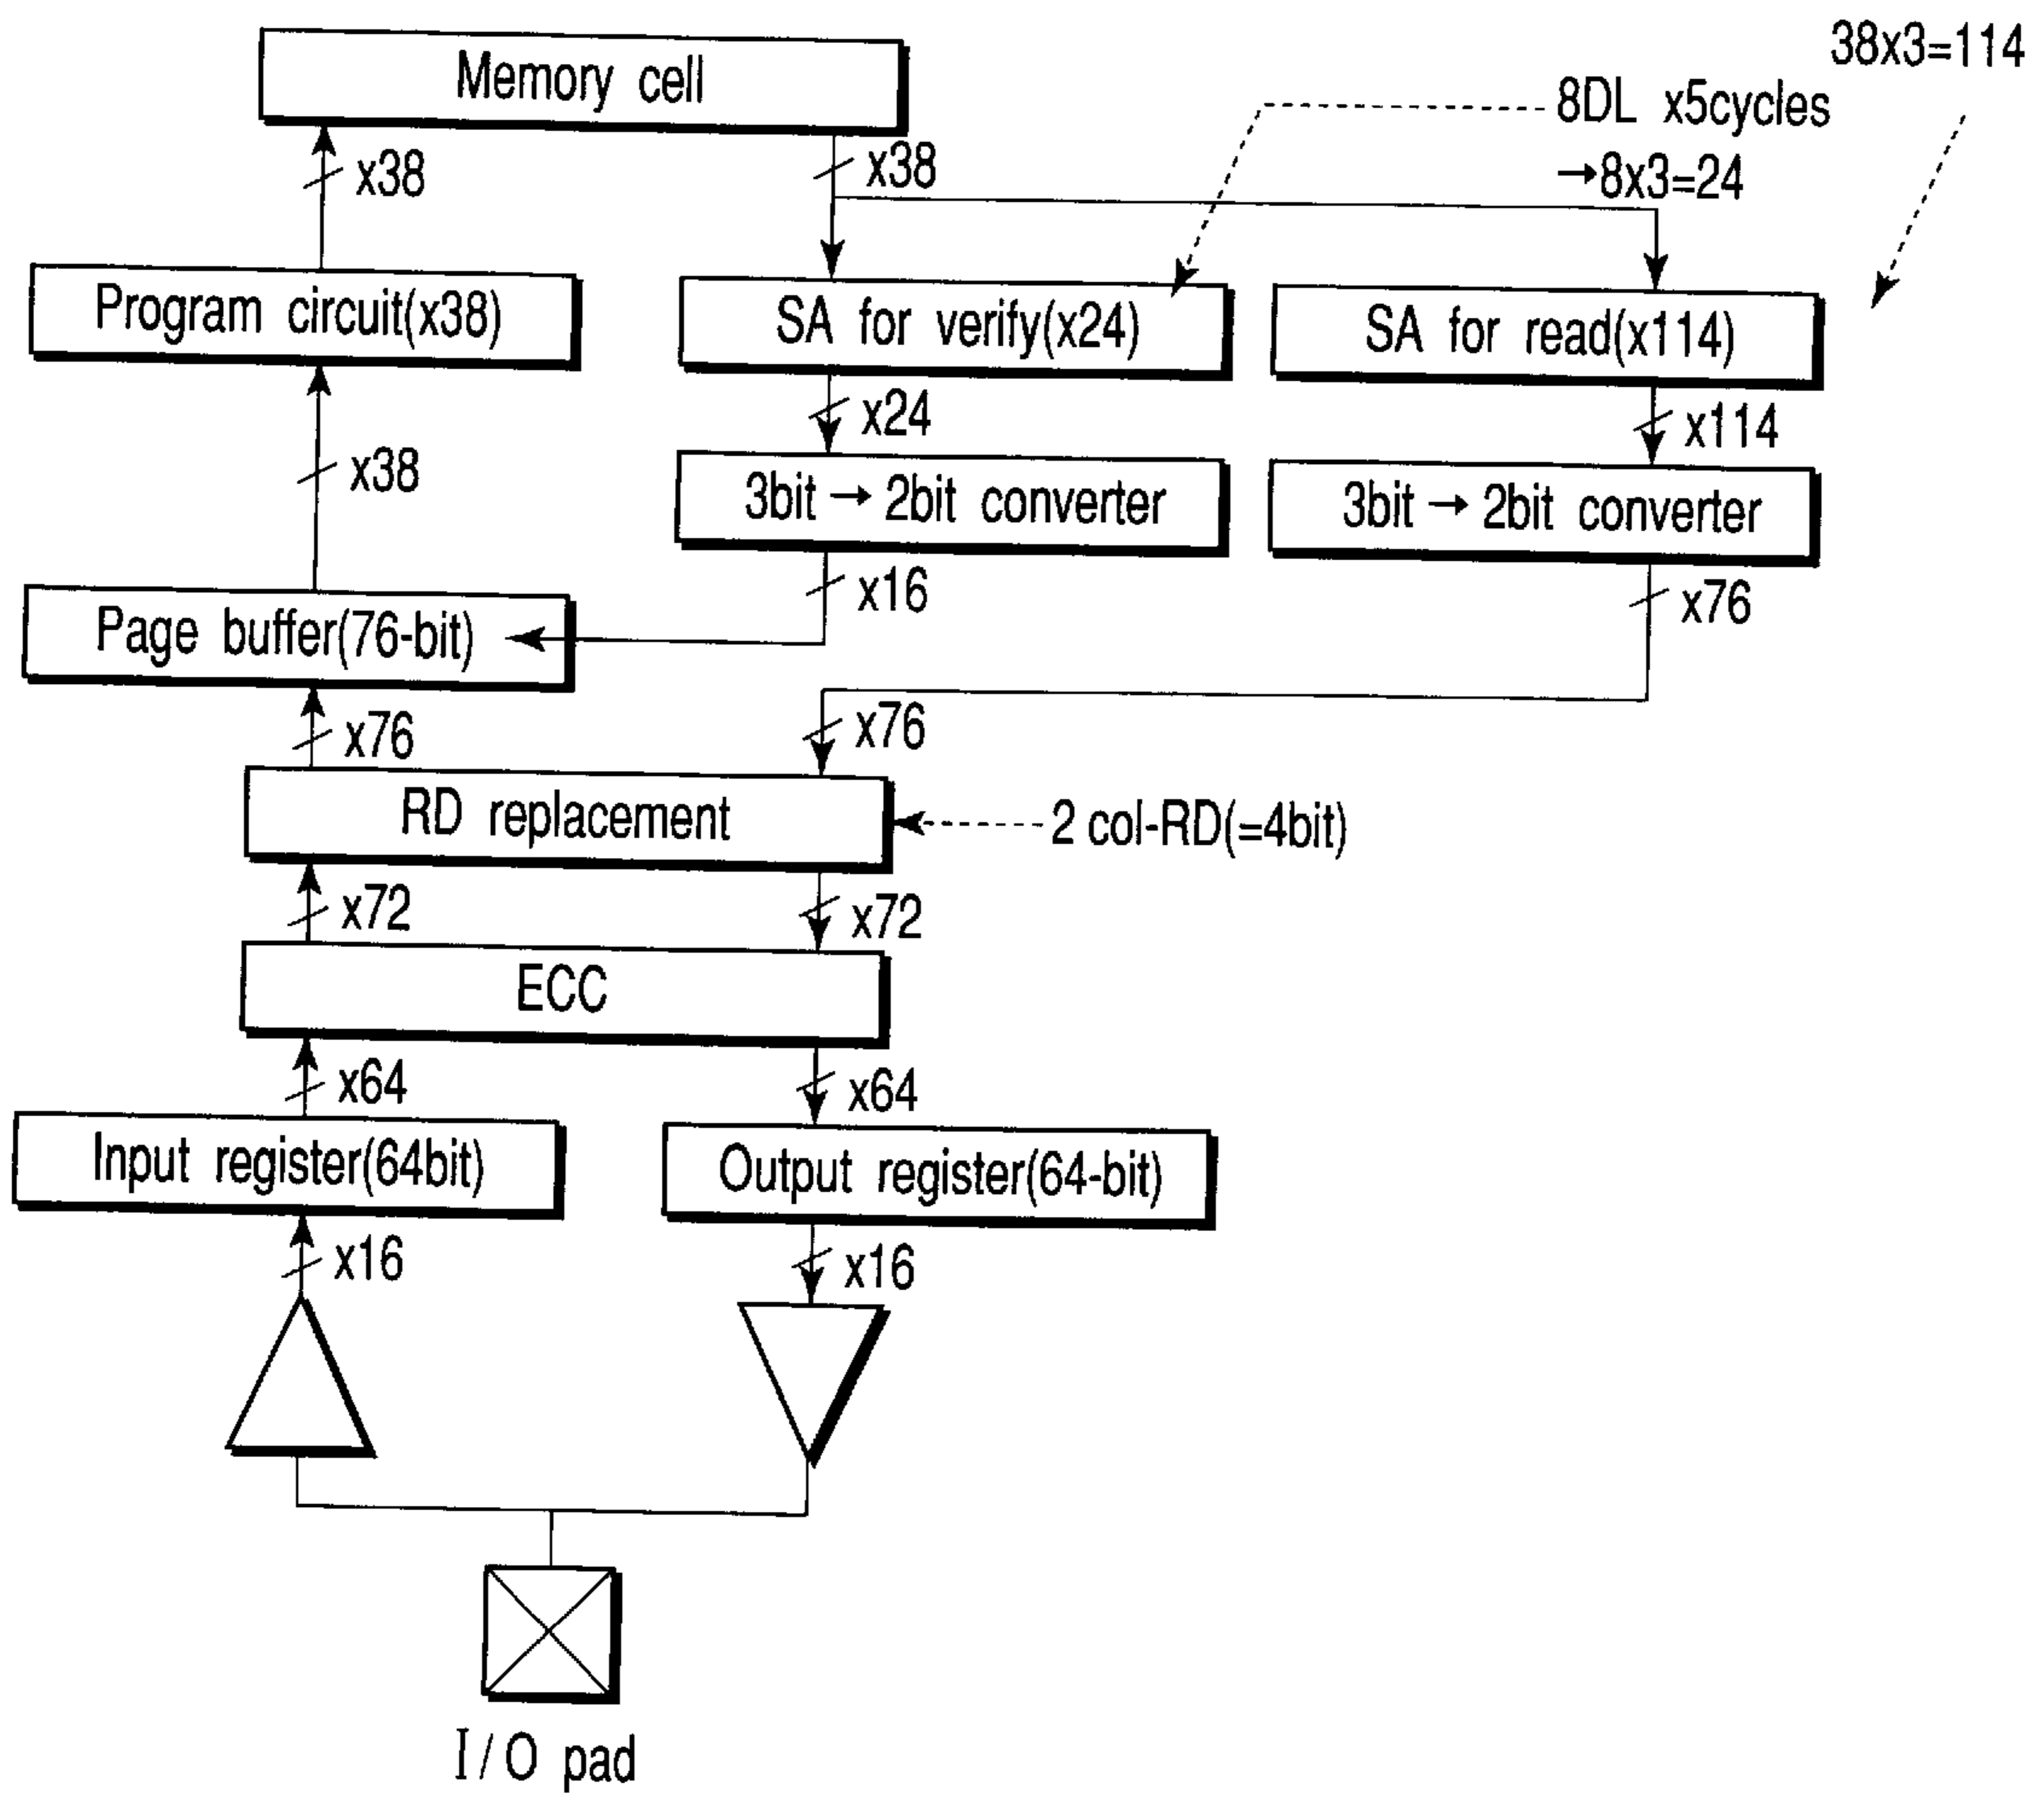 38x3=114
Memory cell
8DL x5cycles
→8x3=24
x38
x38
Program circuit(x38)
SA for verify(x24)
SA for read(x114)
x24
x114
x38
3bit → 2bit converter
3bit → 2bit converter
x16
x76
Page buffer(76-bit)
x76
x76
RD replacement
2 col-RD(=4bit)
x72
x72
ECC
x64
x64
Input register(64bit)
Output register(64-bit)
x16
x16
I/O pad